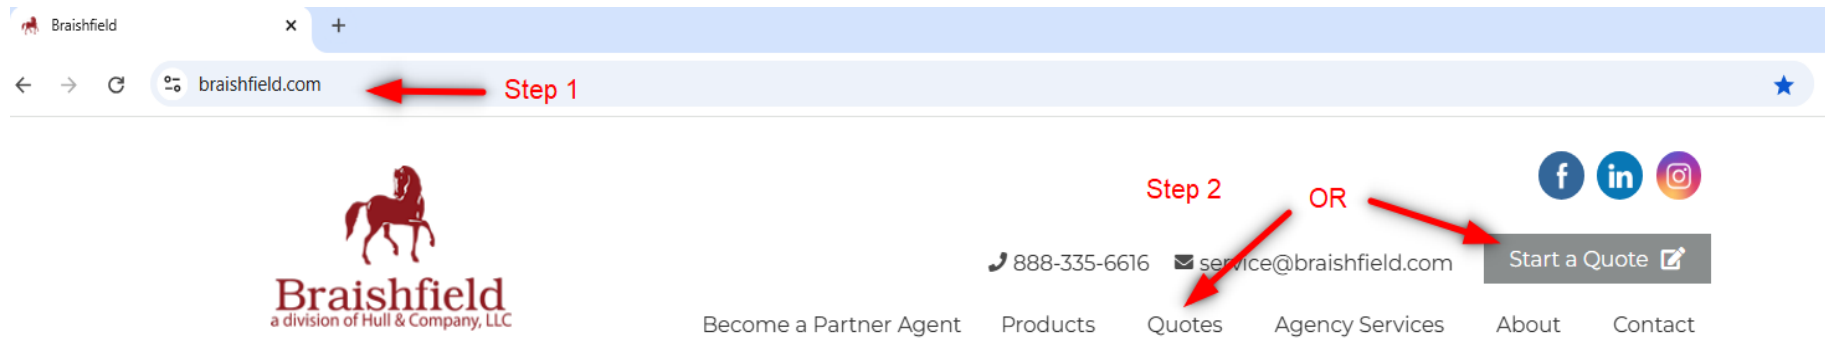 Braishfield
braishfield.com
Step 1
Step 2
OR
888-335-6616
service@braishfield.com
Start a Quote
Braishfield
a division of Hull & Company, LLC
Become a Partner Agent
Products
Quotes
Agency Services
About
Contact